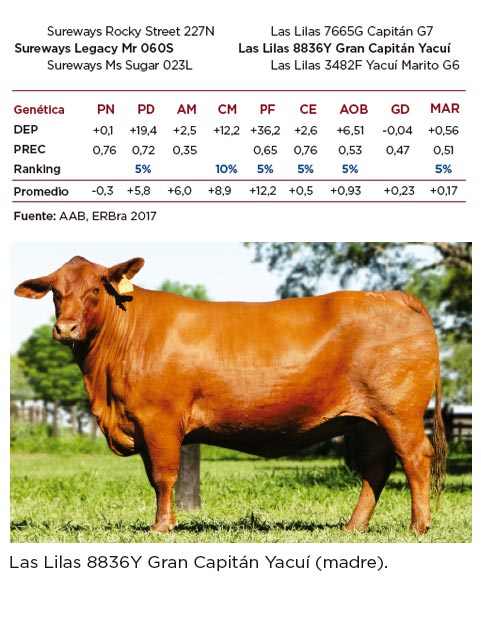 Sureways Rocky Street 227N
Sureways Legacy Mr 060S
Sureways Ms Sugar 023L
Las Lilas 7665G Capitán G7
Las Lilas 8836Y Gran Capitán Yacuí
Las Lilas 3482F Yacuí Marito G6
Genética PN PD AM CM PF CE AOB GD MAR
DEP +0,1 +19,4 +2,5 +12,2 +36,2 +2,6 +6,51 -0,04 +0,56
PREC 0,76 0,72 0,35 0,65 0,76 0,53 0,47 0,51
Ranking 5% 10% 5% 5% 5% 5%
Promedio -0,3 +5,8 +6,0 +8,9 +12,2 +0,5 +0,93 +0,23 +0,17
Fuente: AAB, ERBra 2017
Las Lilas 8836Y Gran Capitán Yacuí (madre).